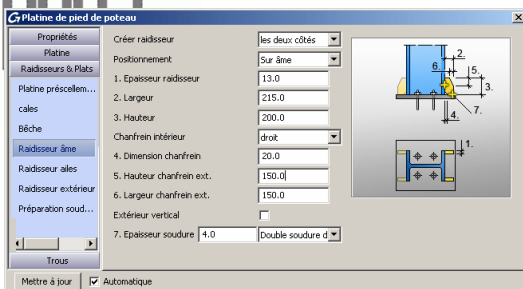 Platine de pied de poteau
Propriétés
Platine
Raidisseurs & Plats
Platine préscellem...
cales
Bêche
Raidisseur âme
Raidisseur ailes
Raidisseur extérieur
Préparation soud...
Trous
Créer raidisseur les deux côtés
Positionnement Sur âme
1. Epaisseur raidisseur 13.0
2. Largeur 215.0
3. Hauteur 200.0
Chanfrein intérieur droit
4. Dimension chanfrein 20.0
5. Hauteur chanfrein ext. 150.0
6. Largeur chanfrein ext. 150.0
Extérieur vertical
7. Epaisseur soudure 4.0 Double soudure d
2.
6.
5.
3.
7.
4.
1.
Mettre à jour Automatique